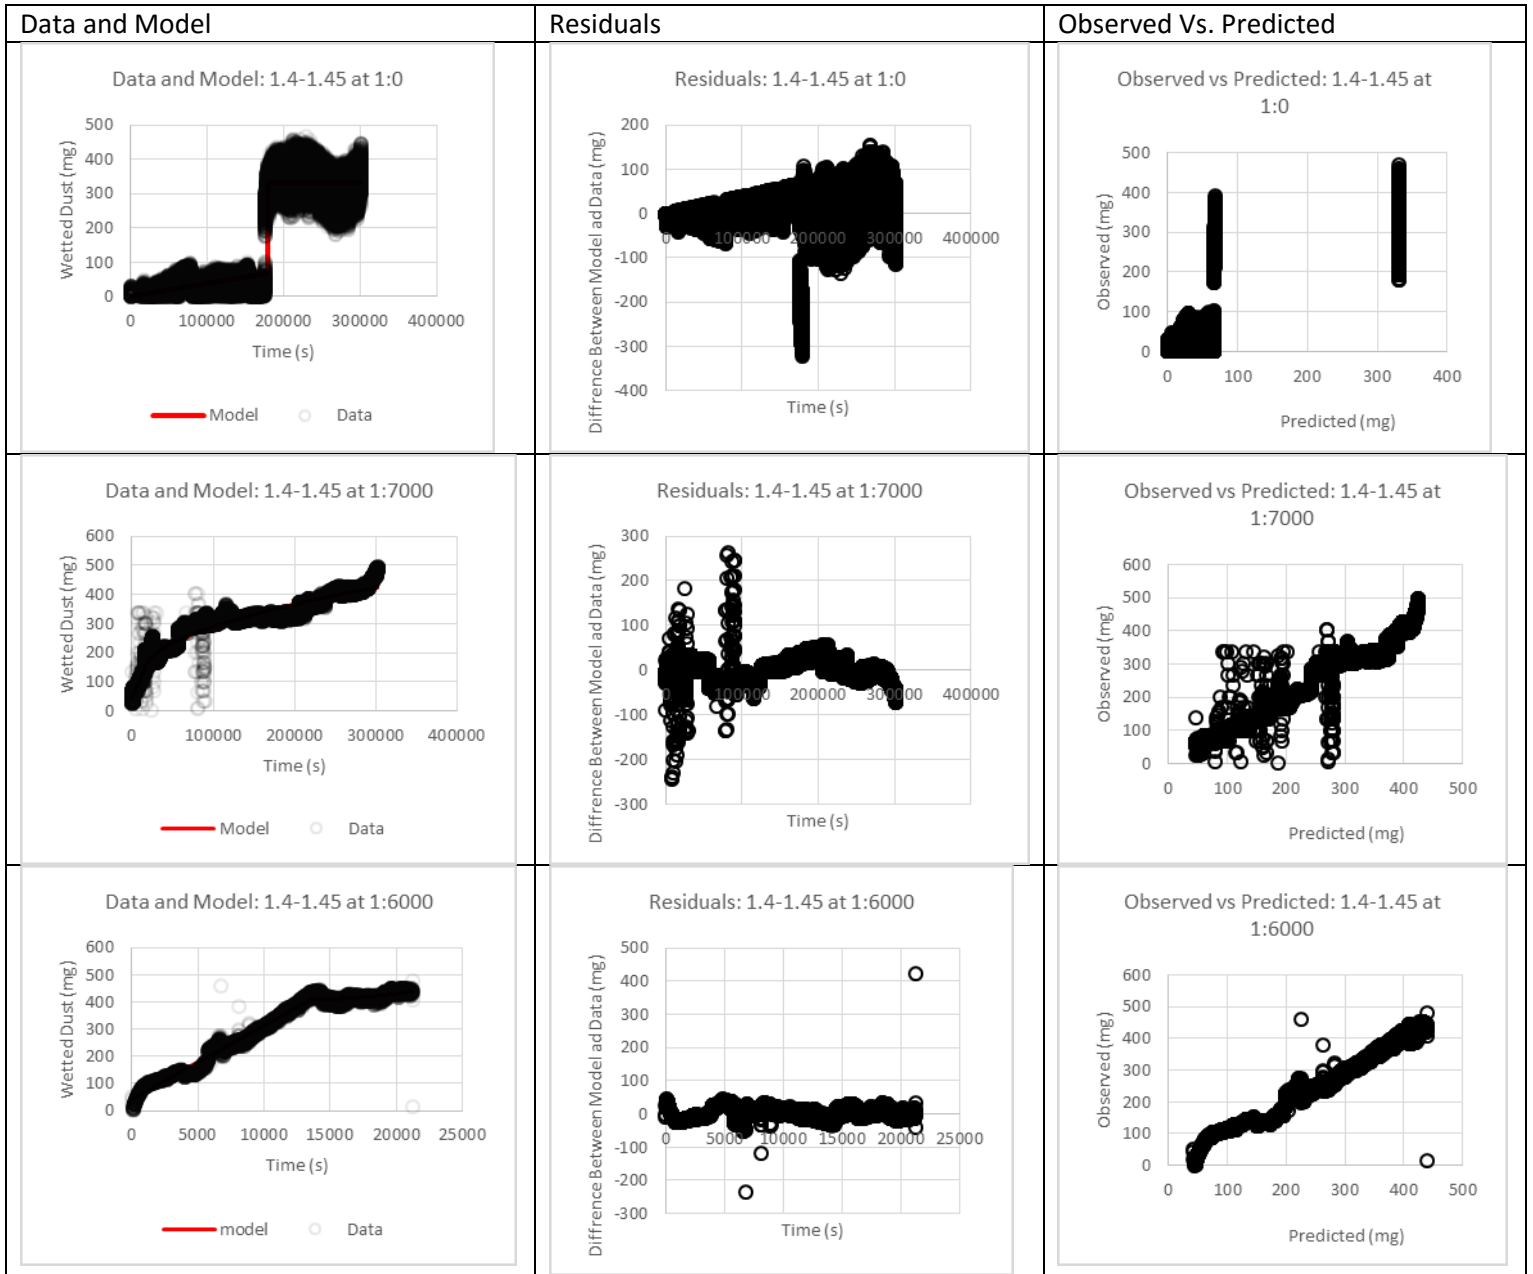 Data and Model
Residuals
Observed Vs. Predicted
Data and Model: 1.4-1.45 at 1:0
500
400
300
200
100
0
Wetted Dust (mg)
0 100000 200000 300000 400000
Time (s)
Model Data
Residuals: 1.4-1.45 at 1:0
200
100
0
-100
-200
-300
-400
Diffrence Between Model ad Data (mg)
100000 200000 300000 400000
Time (s)
Observed vs Predicted: 1.4-1.45 at
1:0
500
400
300
200
100
0
Observed (mg)
0 100 200 300 400
Predicted (mg)
Data and Model: 1.4-1.45 at 1:7000
600
500
400
300
200
100
0
Wetted Dust (mg)
0 100000 200000 300000 400000
Time (s)
Model Data
Residuals: 1.4-1.45 at 1:7000
300
200
100
0
-100
-200
-300
Diffrence Between Model ad Data (mg)
100000 200000 300000 400000
Time (s)
Observed vs Predicted: 1.4-1.45 at
1:7000
600
500
400
300
200
100
0
Observed (mg)
0 100 200 300 400 500
Predicted (mg)
Data and Model: 1.4-1.45 at 1:6000
600
500
400
300
200
100
0
Wetted Dust (mg)
0 5000 10000 15000 20000 25000
Time (s)
model Data
Residuals: 1.4-1.45 at 1:6000
500
400
300
200
100
0
-100
-200
-300
Diffrence Between Model ad Data (mg)
0 5000 10000 15000 20000 25000
Time (s)
Observed vs Predicted: 1.4-1.45 at
1:6000
600
500
400
300
200
100
0
Observed (mg)
0 100 200 300 400 500
Predicted (mg)